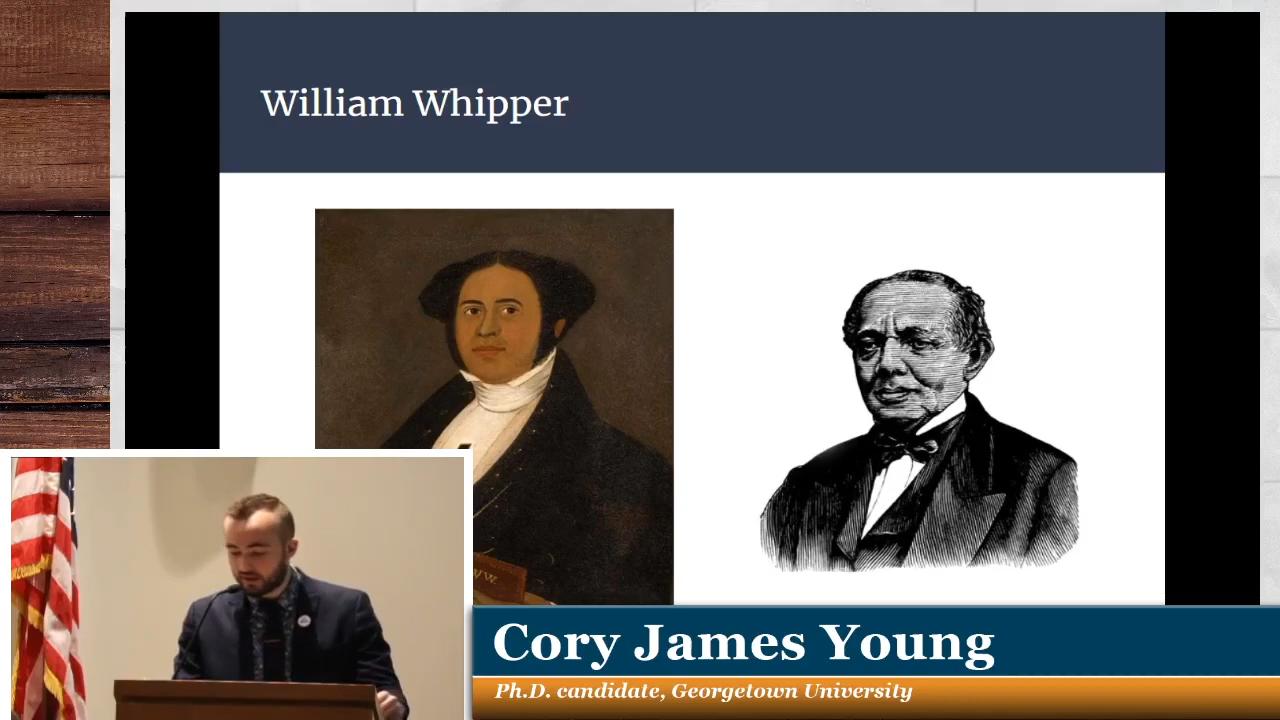 William Whipper
W.W.
Cory James Young
Ph.D. candidate, Georgetown University